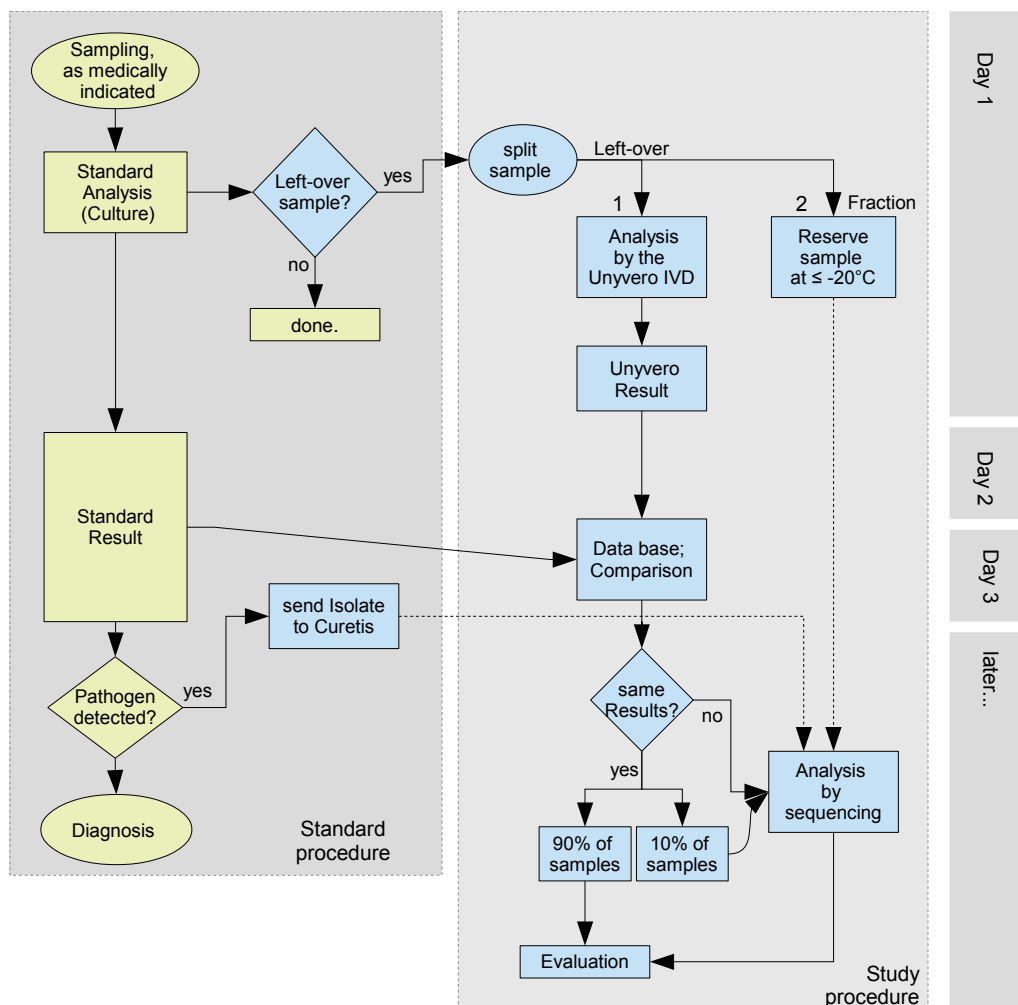 Sampling,
as medically
indicated
Standard
Analysis
(Culture)
Left-over
sample?
yes
no
done.
Standard
Result
send Isolate
to Curetis
Pathogen
detected?
yes
Diagnosis
Standard
procedure
split
sample
Left-over
1
2
Fraction
Analysis
by the
Unyvero IVD
Reserve
sample
at ≤ -20°C
Unyvero
Result
Data base;
Comparison
same
Results?
no
yes
90% of
samples
10% of
samples
Analysis
by
sequencing
Evaluation
Study
procedure
Day 1
Day 2
Day 3
later...